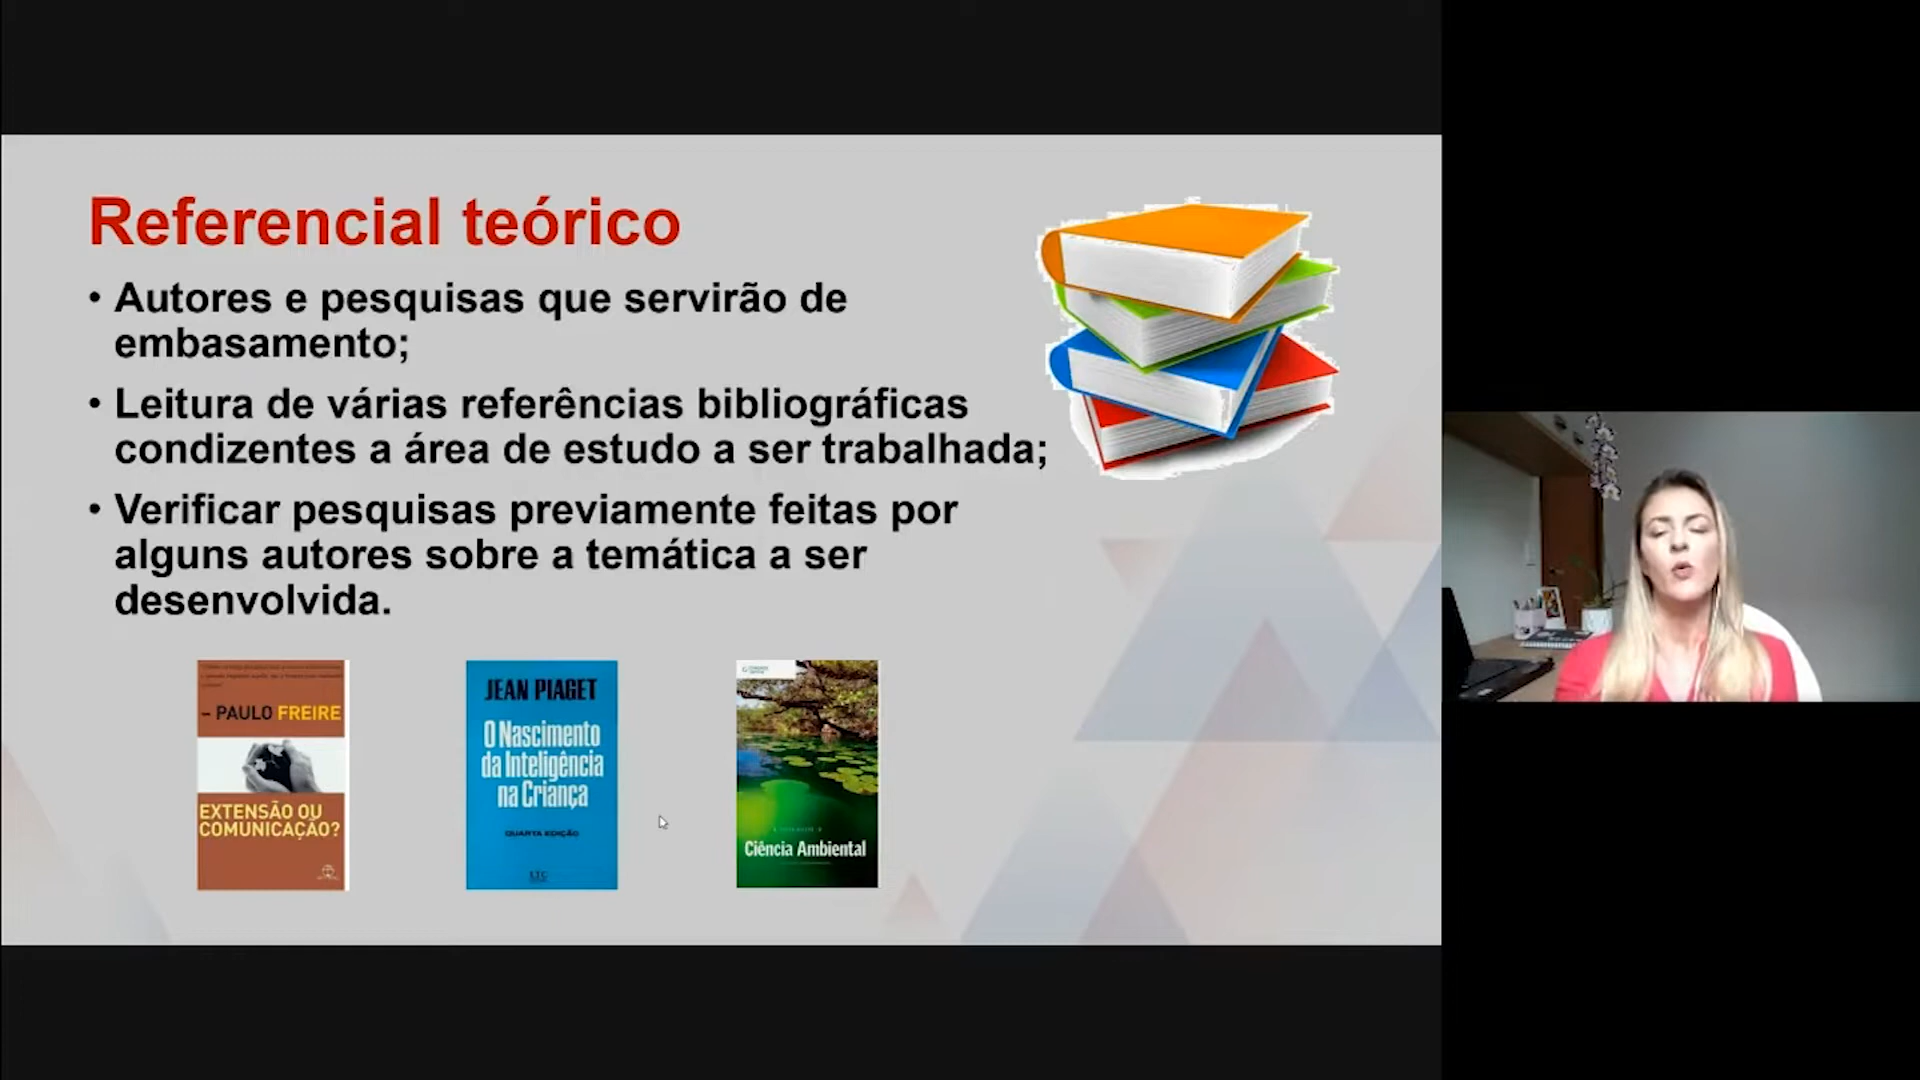 Referencial teórico
• Autores e pesquisas que servirão de
embasamento;
• Leitura de várias referências bibliográficas
condizentes a área de estudo a ser trabalhada;
• Verificar pesquisas previamente feitas por
alguns autores sobre a temática a ser
desenvolvida.
– PAULO FREIRE
EXTENSÃO OU
COMUNICAÇÃO?
JEAN PIAGET
O Nascimento
da Inteligência
na Criança
QUARTA EDIÇÃO
LTC
Ciência Ambiental